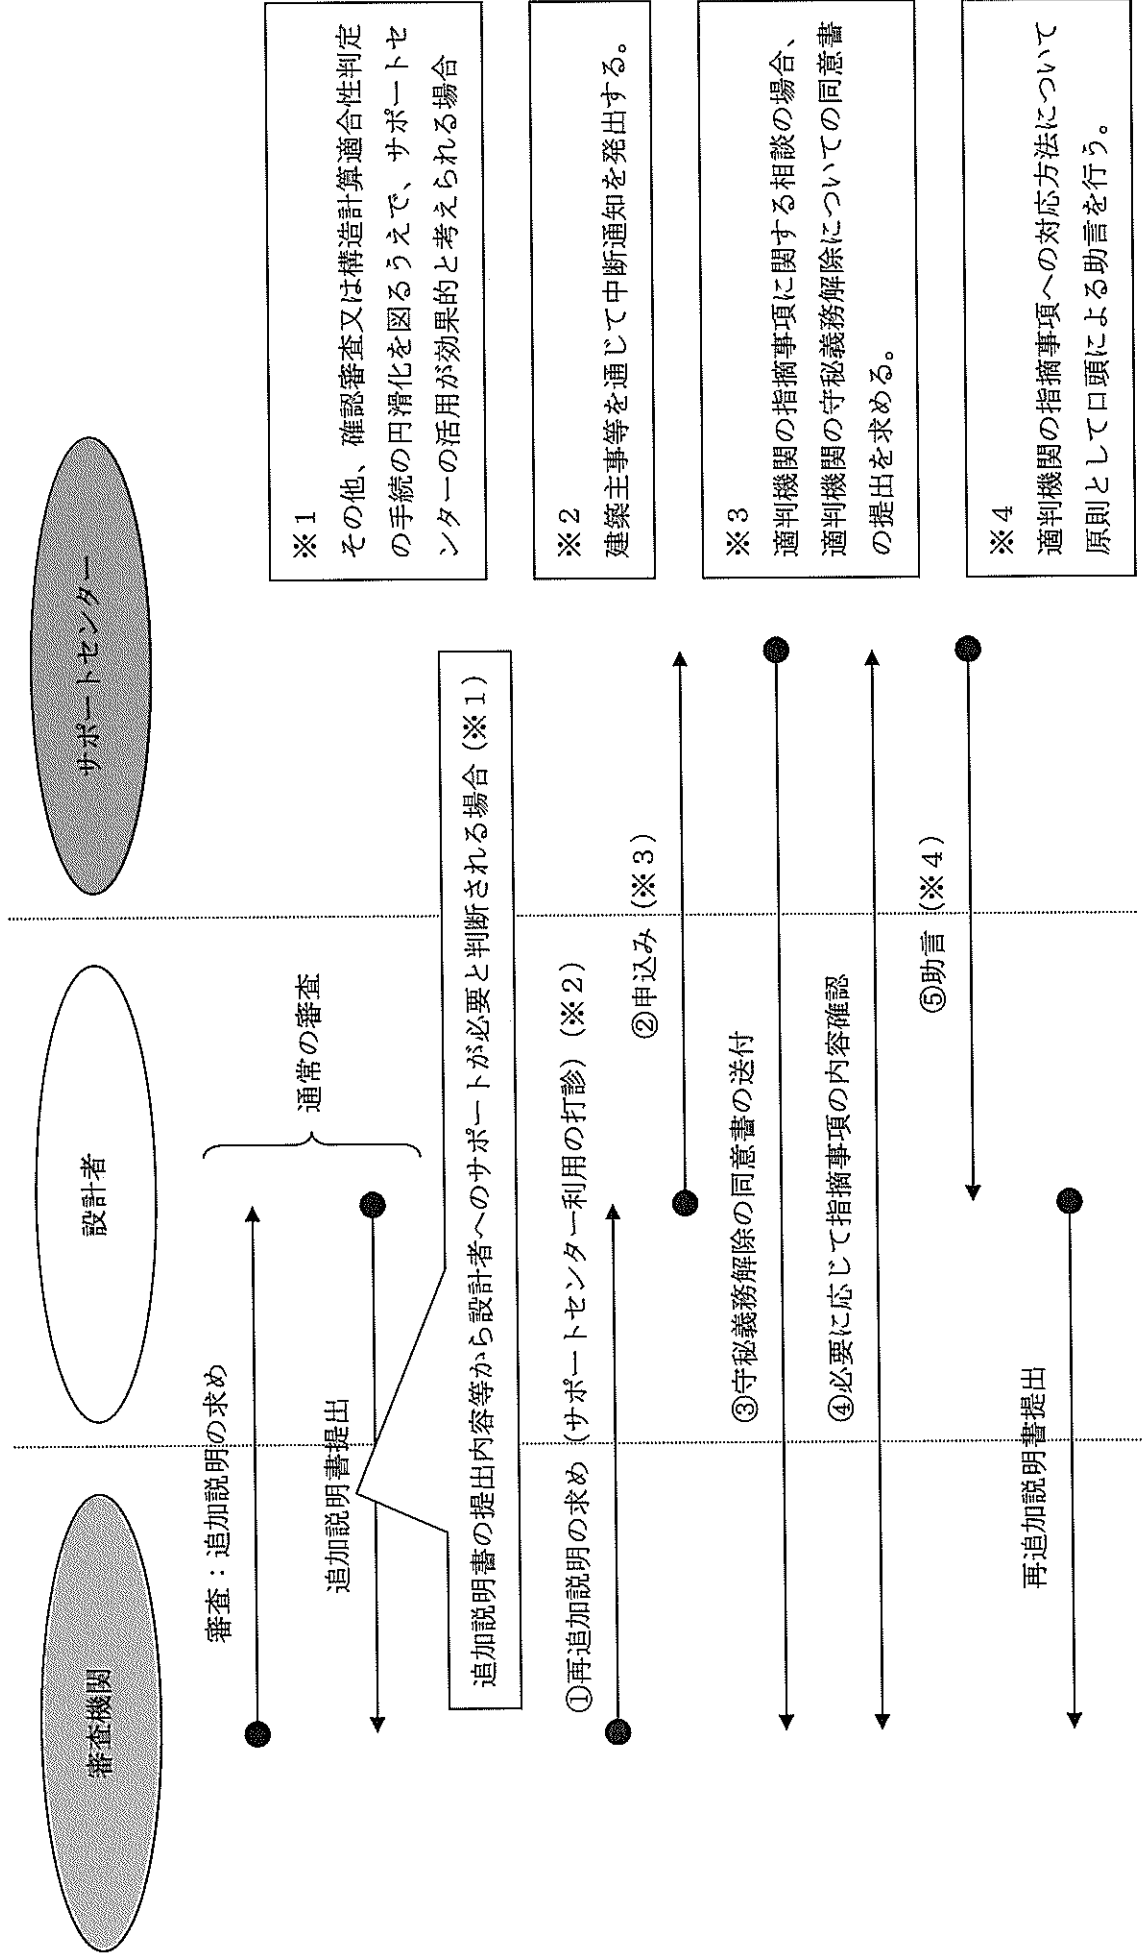 審査機関
設計者
サポートセンター
審査：追加説明の求め
通常の審査
追加説明書提出
追加説明書の提出内容等から設計者へのサポートが必要と判断される場合（※１）
①再追加説明の求め（サポートセンター利用の打診）（※２）
②申込み（※３）
③守秘義務解除の同意書の送付
④必要に応じて指摘事項の内容確認
⑤助言（※４）
再追加説明書提出
※１
その他、確認審査又は構造計算適合性判定
の手続の円滑化を図るうえで、サポートセ
ンターの活用が効果的と考えられる場合
※２
建築主事等を通じて中断通知を発出する。
※３
適判機関の指摘事項に関する相談の場合、
適判機関の守秘義務解除についての同意書
の提出を求める。
※４
適判機関の指摘事項への対応方法について
原則として口頭による助言を行う。